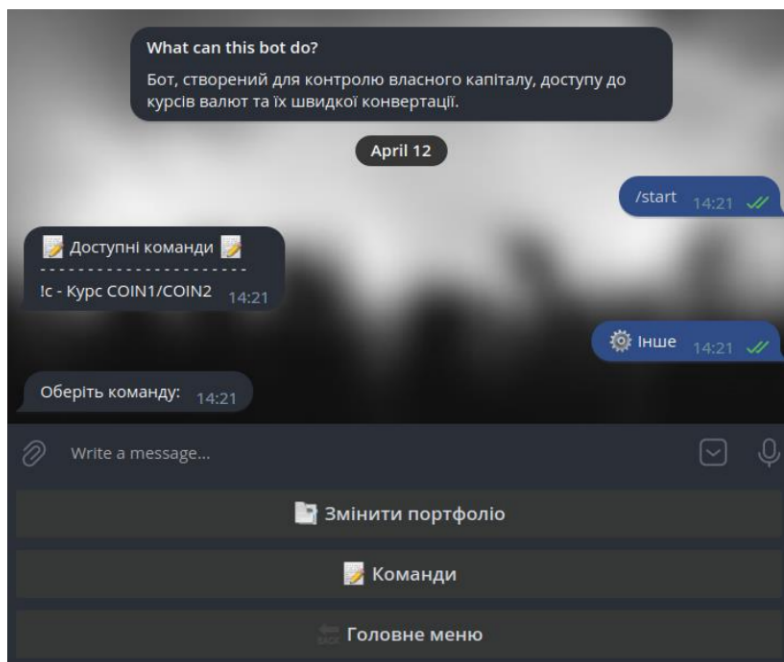 What can this bot do?
Бот, створений для контролю власного капіталу, доступу до
курсів валют та їх швидкої конвертації.
April 12
/start 14:21
📝 Доступні команди 📝
- - - - - - - - - - - - - - - - - - - - - - -
!c - Курс COIN1/COIN2 14:21
⚙️ Інше 14:21
Оберіть команду: 14:21
Write a message...
Змінити портфоліо
📝 Команди
🔙 Головне меню